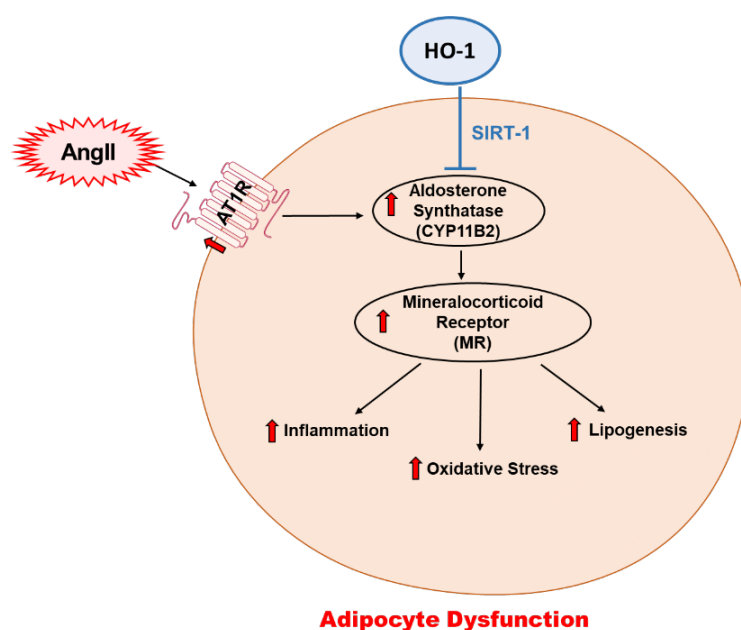 HO-1
SIRT-1
AngII
AT1R
Aldosterone
Synthatase
(CYP11B2)
Mineralocorticoid
Receptor
(MR)
Inflammation
Lipogenesis
Oxidative Stress
Adipocyte Dysfunction